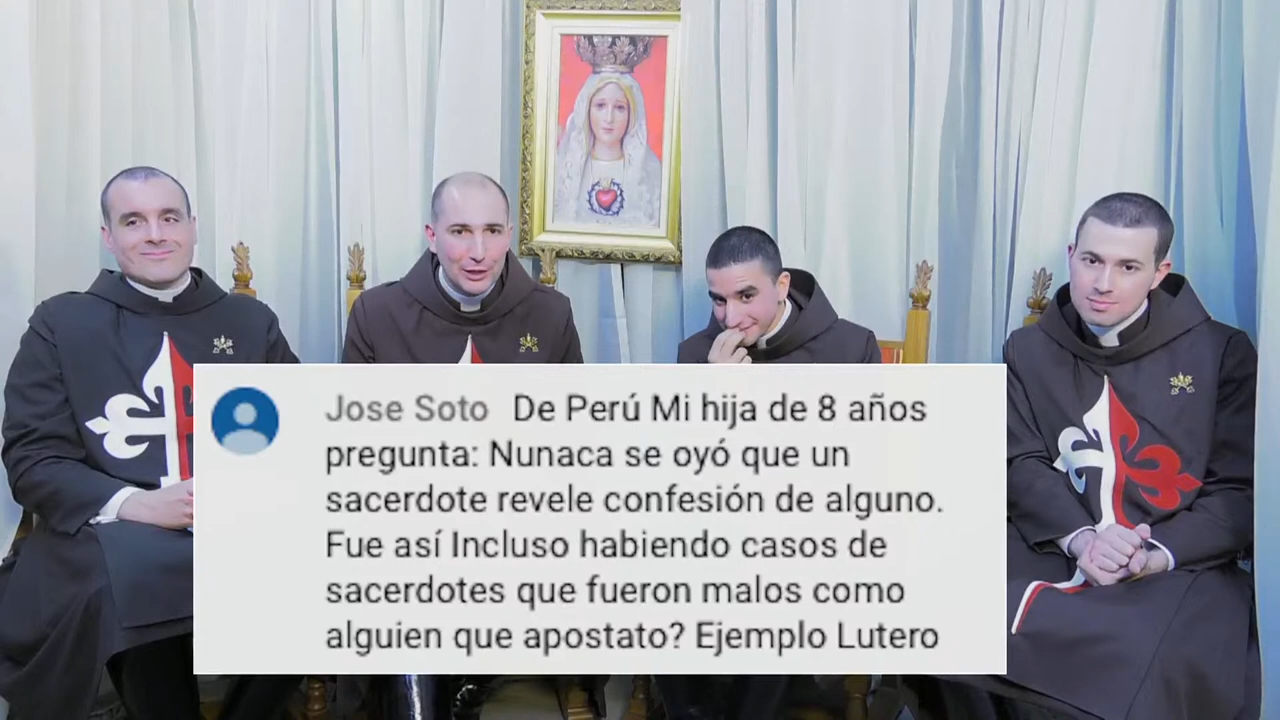 Jose Soto De Perú Mi hija de 8 años
pregunta: Nunaca se oyó que un
sacerdote revele confesión de alguno.
Fue así Incluso habiendo casos de
sacerdotes que fueron malos como
alguien que apostato? Ejemplo Lutero